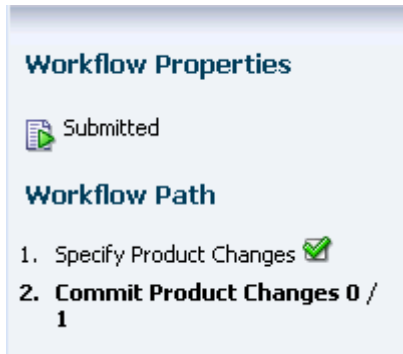 Workflow Properties
Submitted
Workflow Path
1. Specify Product Changes
2. Commit Product Changes 0 /
1